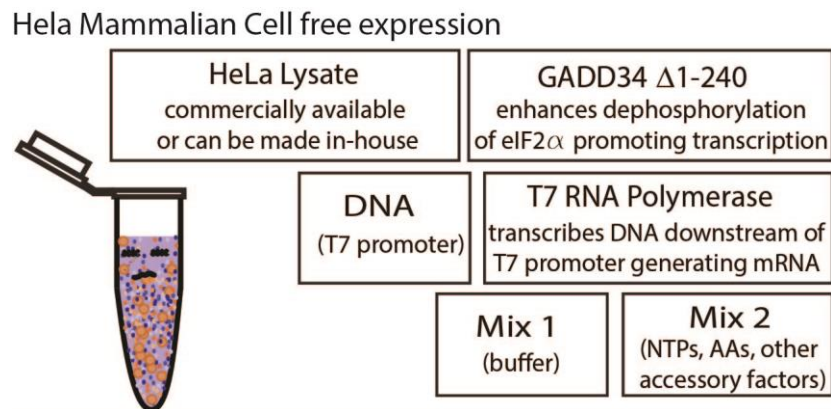 Hela Mammalian Cell free expression
HeLa Lysate
commercially available
or can be made in-house
GADD34 Δ1-240
enhances dephosphorylation
of eIF2α promoting transcription
DNA
(T7 promoter)
T7 RNA Polymerase
transcribes DNA downstream of
T7 promoter generating mRNA
Mix 1
(buffer)
Mix 2
(NTPs, AAs, other
accessory factors)